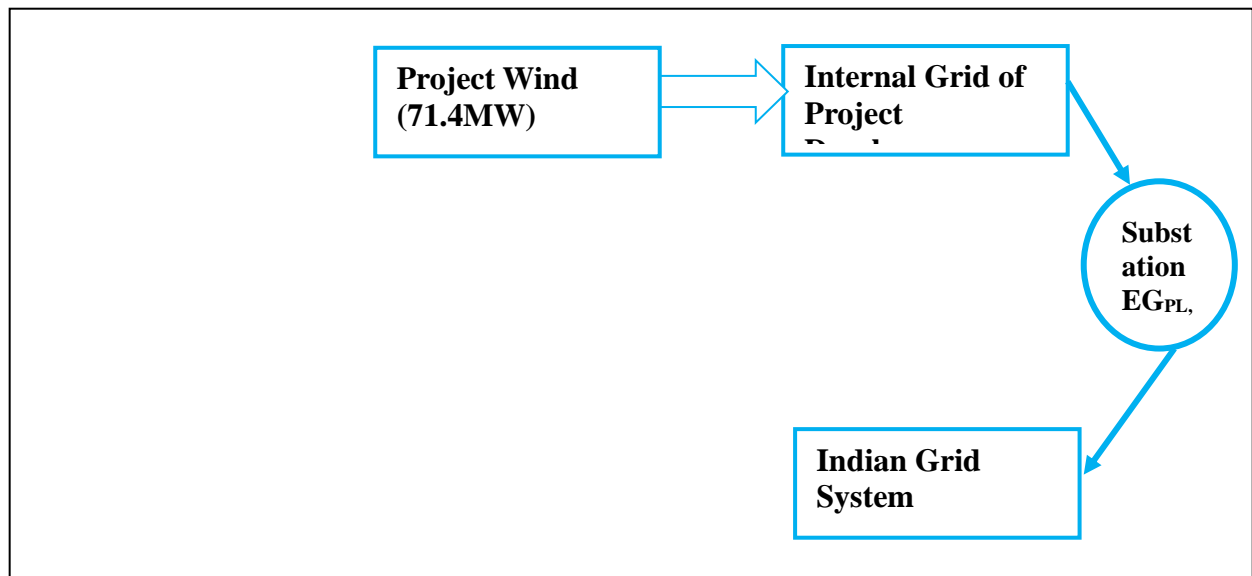 Project Wind
(71.4MW)
Internal Grid of
Project
Subst
ation
EGPL,
Indian Grid
System